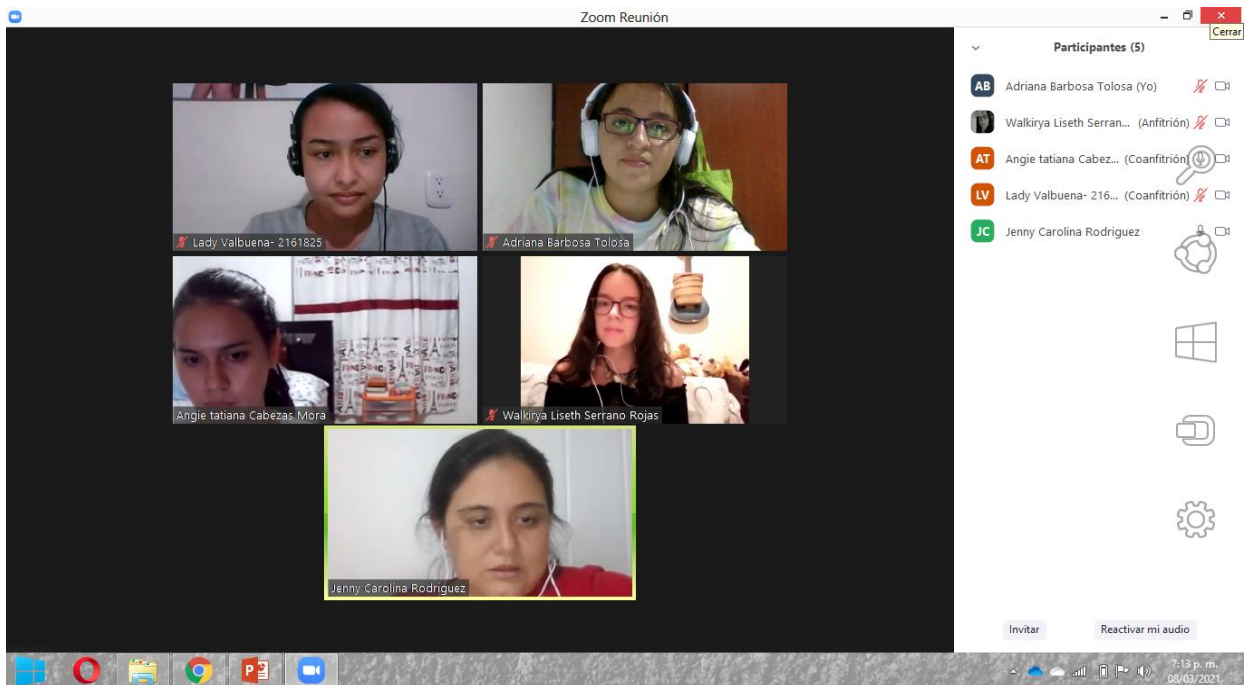 Zoom Reunión
Cerrar
Participantes (5)
AB Adriana Barbosa Tolosa (Yo)
Walkirya Liseth Serran... (Anfitrión)
AT Angie tatiana Cabez... (Coanfitrión)
LV Lady Valbuena- 216... (Coanfitrión)
JC Jenny Carolina Rodriguez
Lady Valbuena- 2161825
Adriana Barbosa Tolosa
Angie tatiana Cabezas Mora
Walkirya Liseth Serrano Rojas
Jenny Carolina Rodriguez
Invitar
Reactivar mi audio
7:13 p. m.
08/03/2021